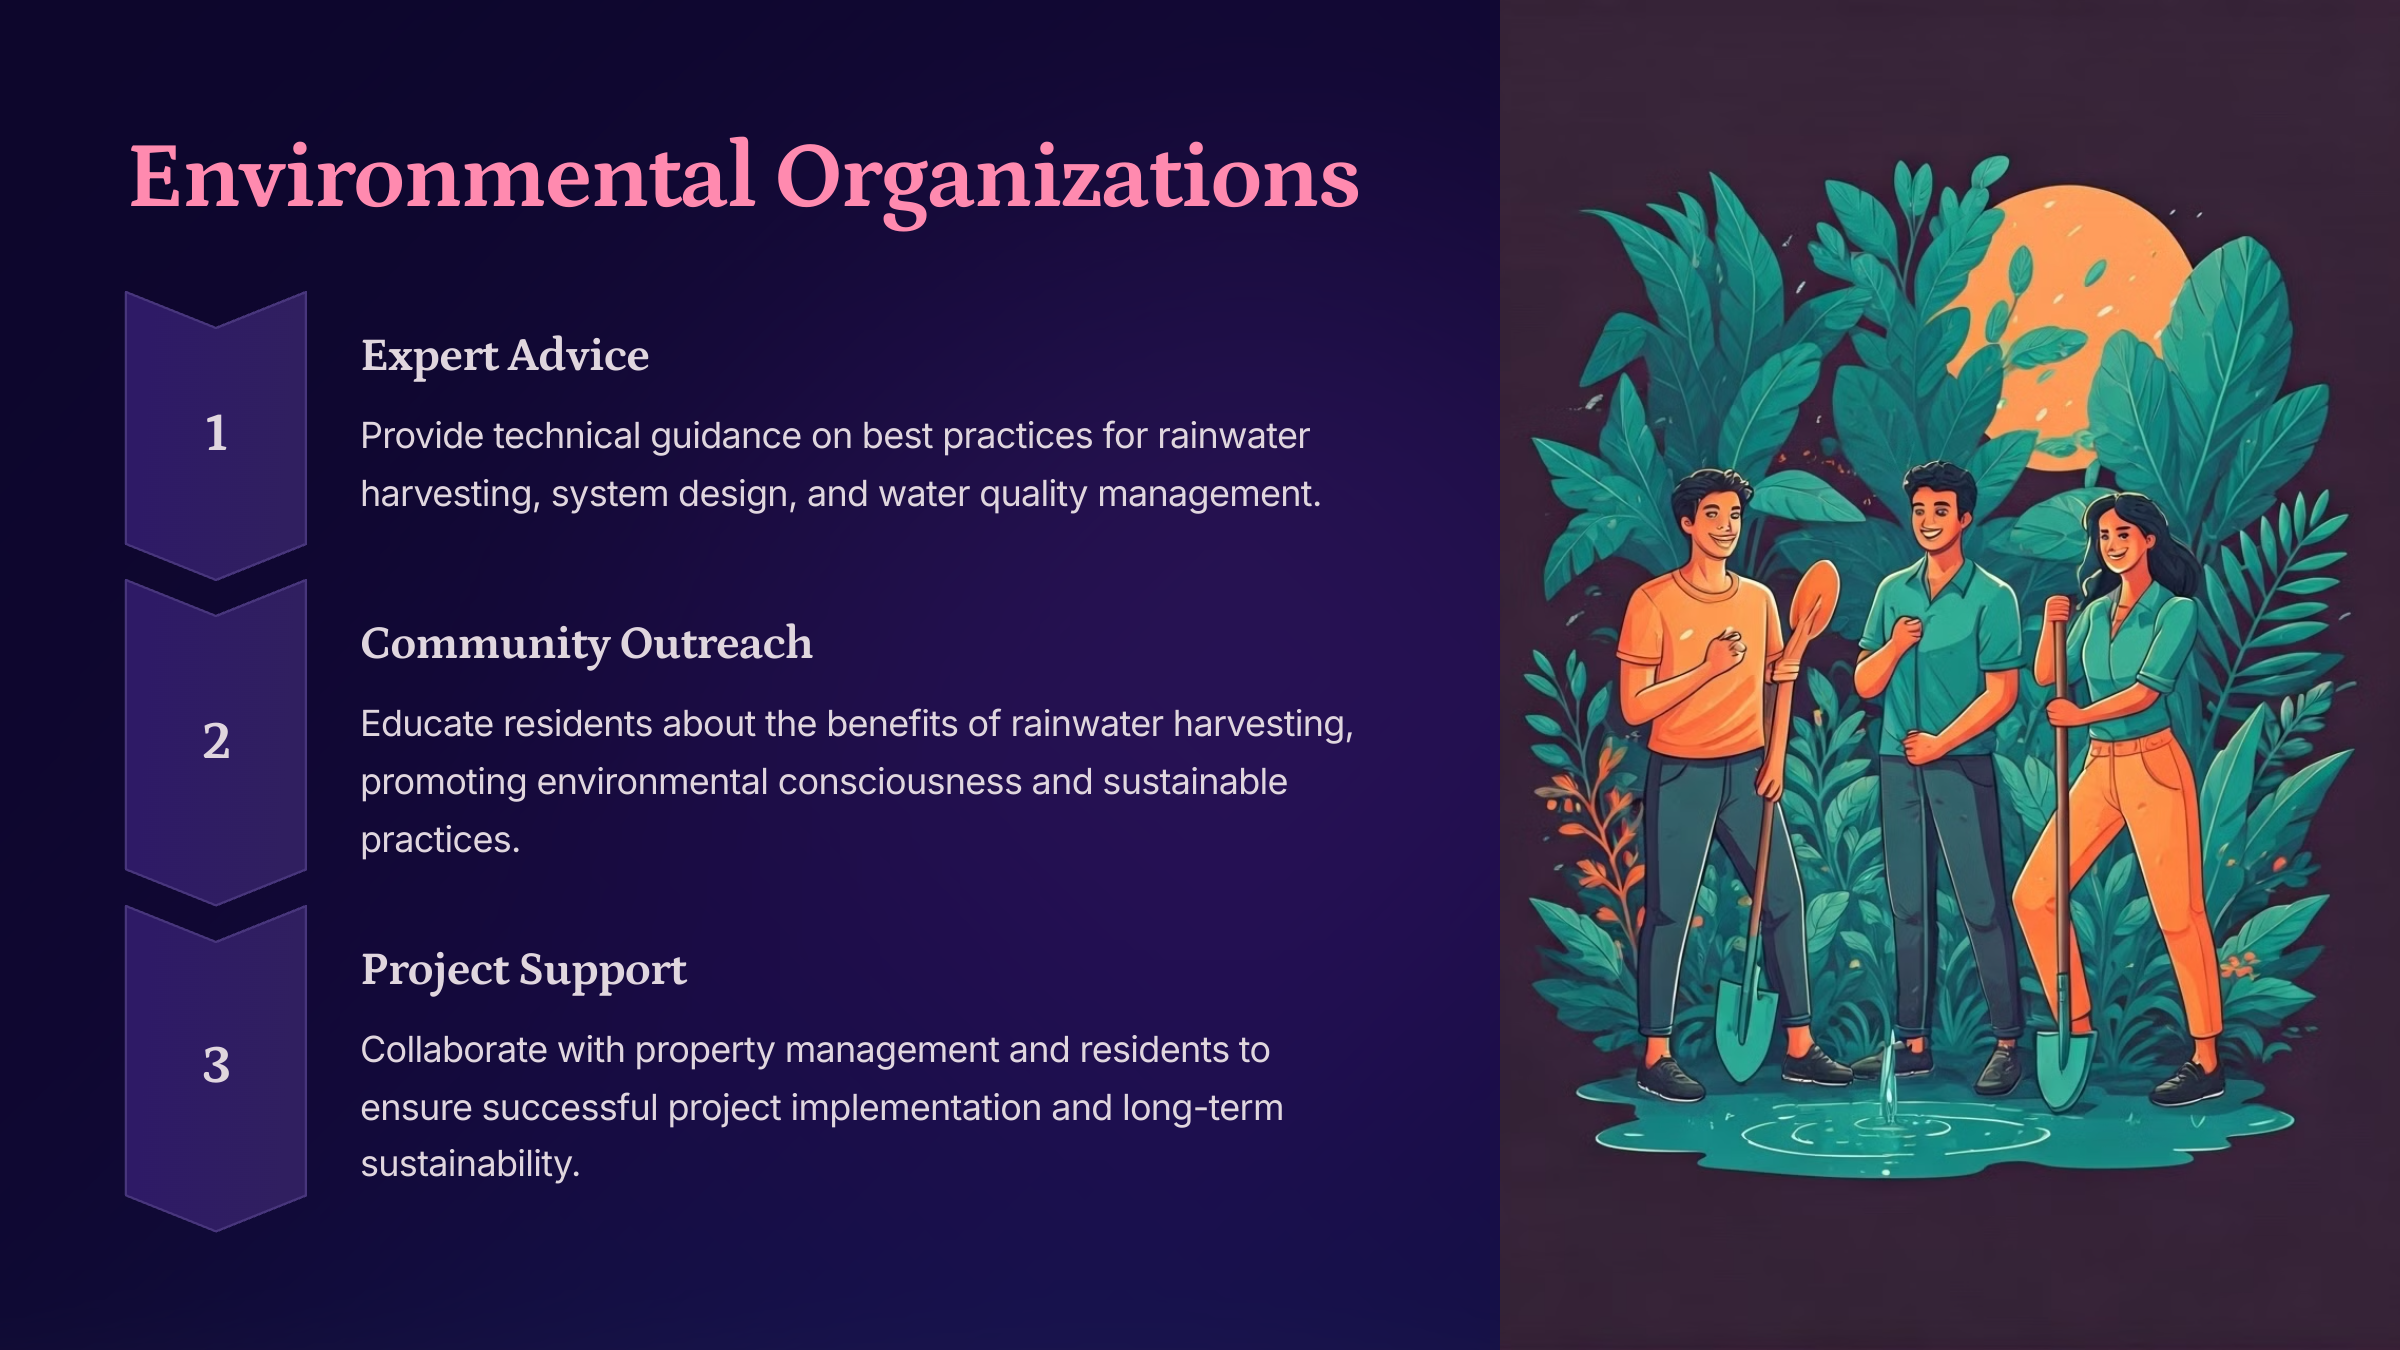 Environmental Organizations
1
Expert Advice
Provide technical guidance on best practices for rainwater
harvesting, system design, and water quality management.
2
Community Outreach
Educate residents about the benefits of rainwater harvesting,
promoting environmental consciousness and sustainable
practices.
3
Project Support
Collaborate with property management and residents to
ensure successful project implementation and long-term
sustainability.